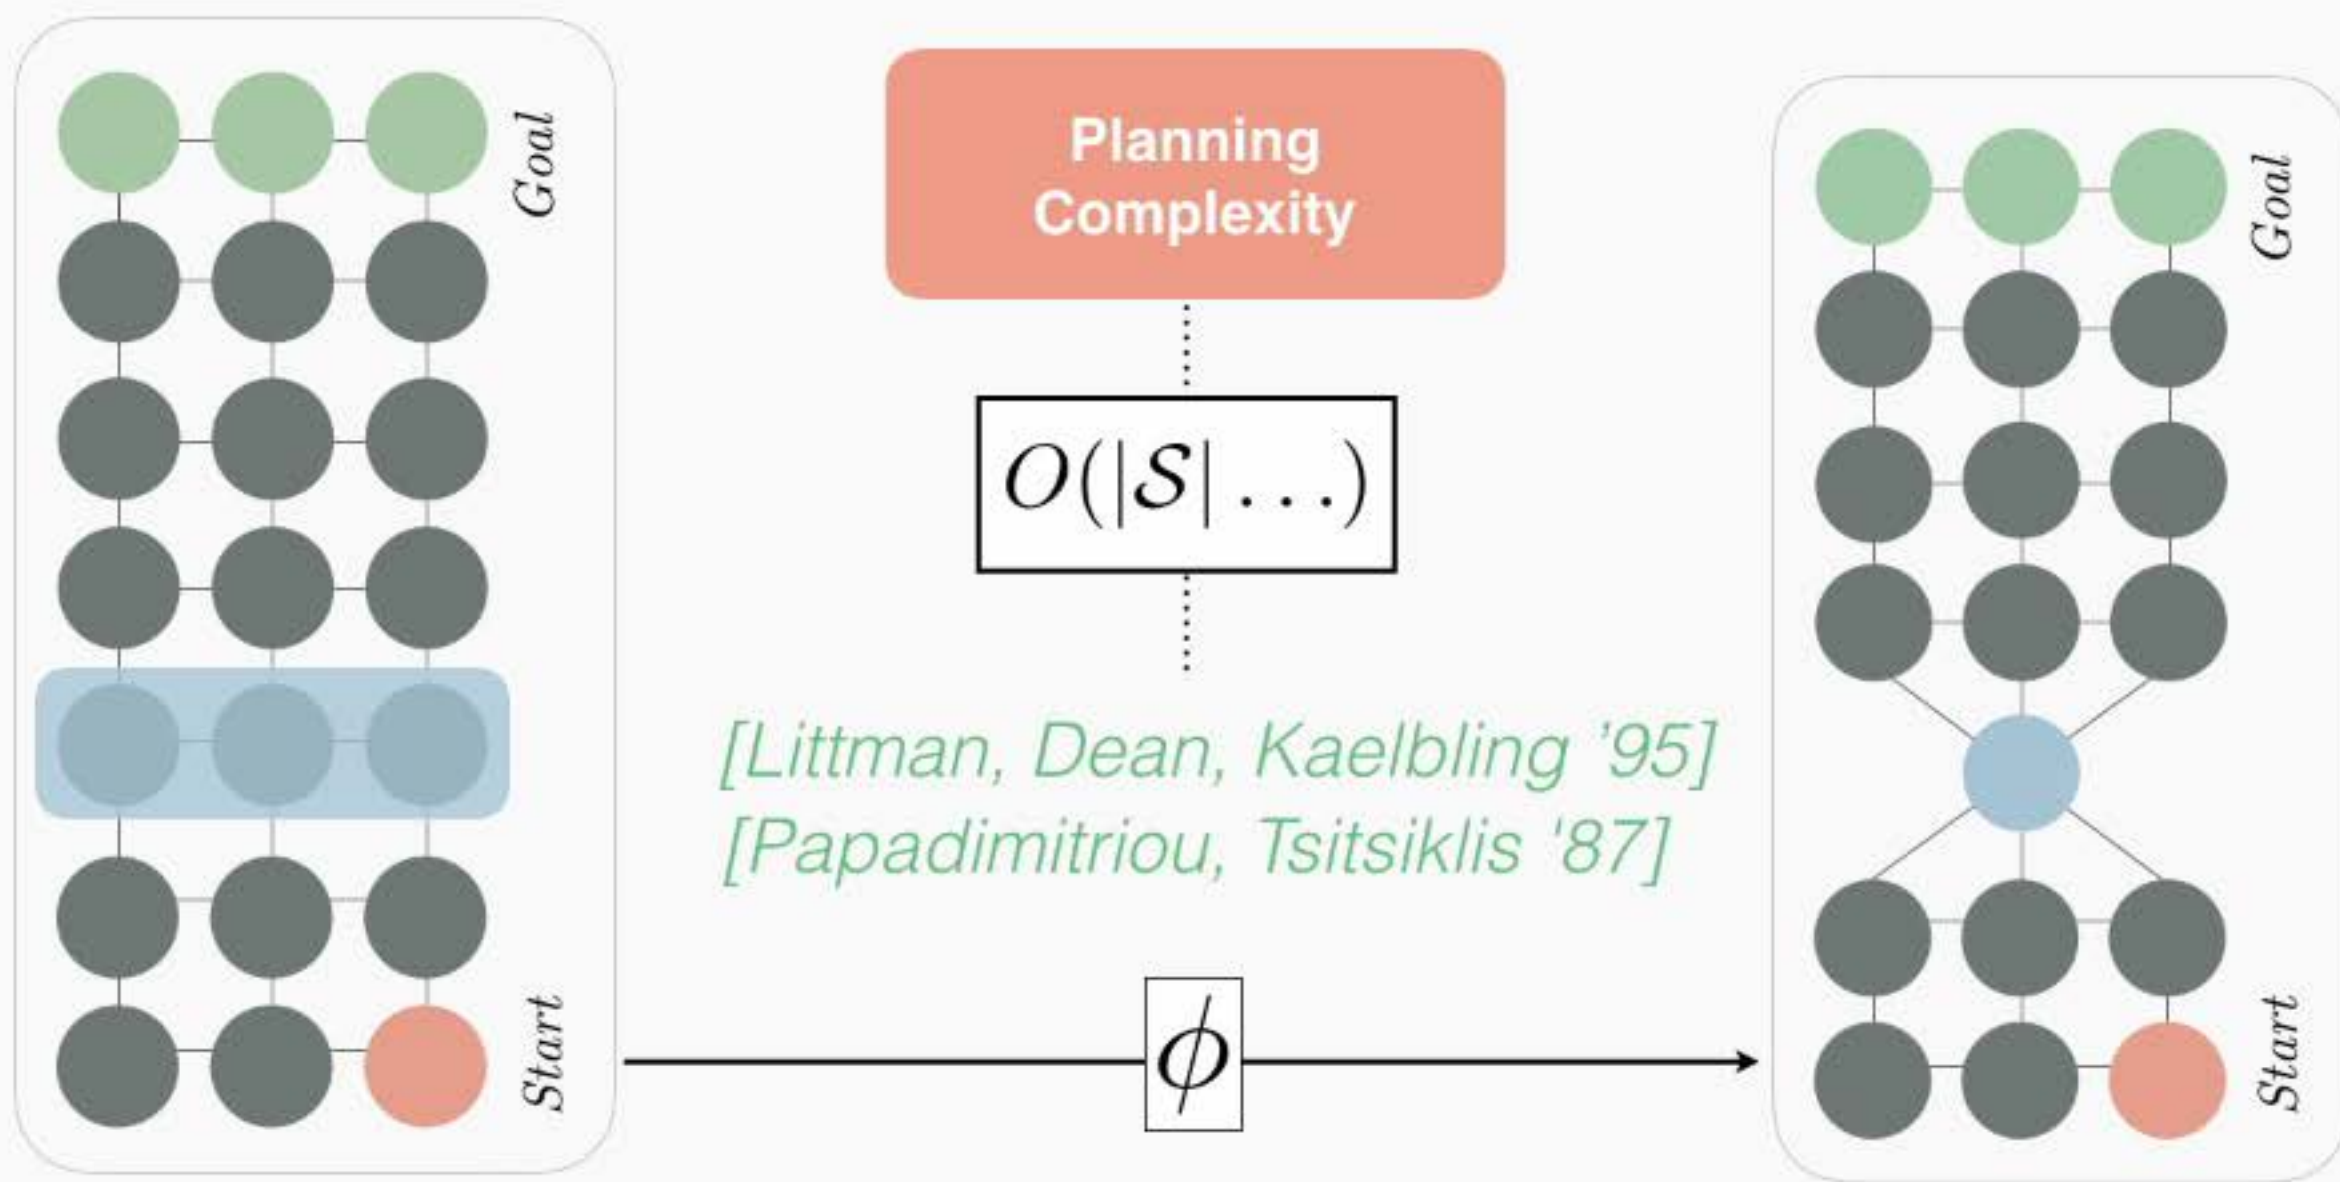 Goal
Start
Planning
Complexity
O(|𝒮| ...)
[Littman, Dean, Kaelbling ’95]
[Papadimitriou, Tsitsiklis '87]
ϕ
Goal
Start